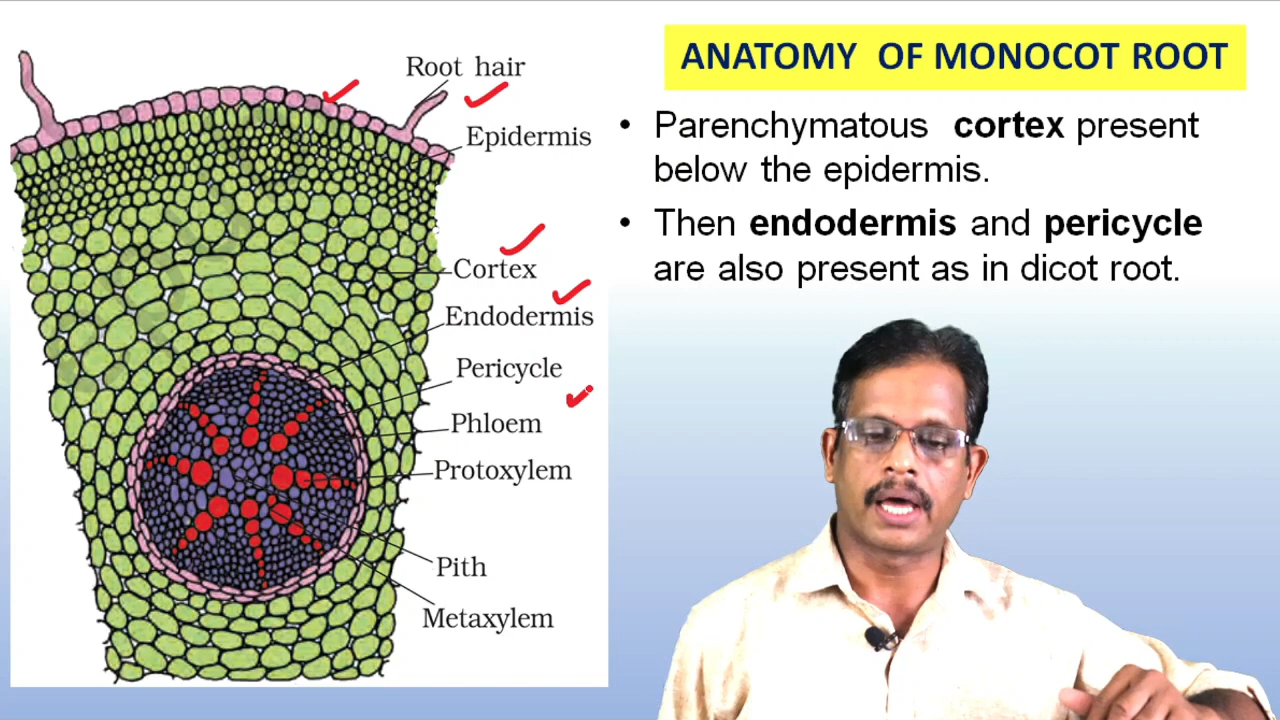 ANATOMY OF MONOCOT ROOT
• Parenchymatous cortex present
below the epidermis.
• Then endodermis and pericycle
are also present as in dicot root.
Root hair
Epidermis
Cortex
Endodermis
Pericycle
Phloem
Protoxylem
Pith
Metaxylem